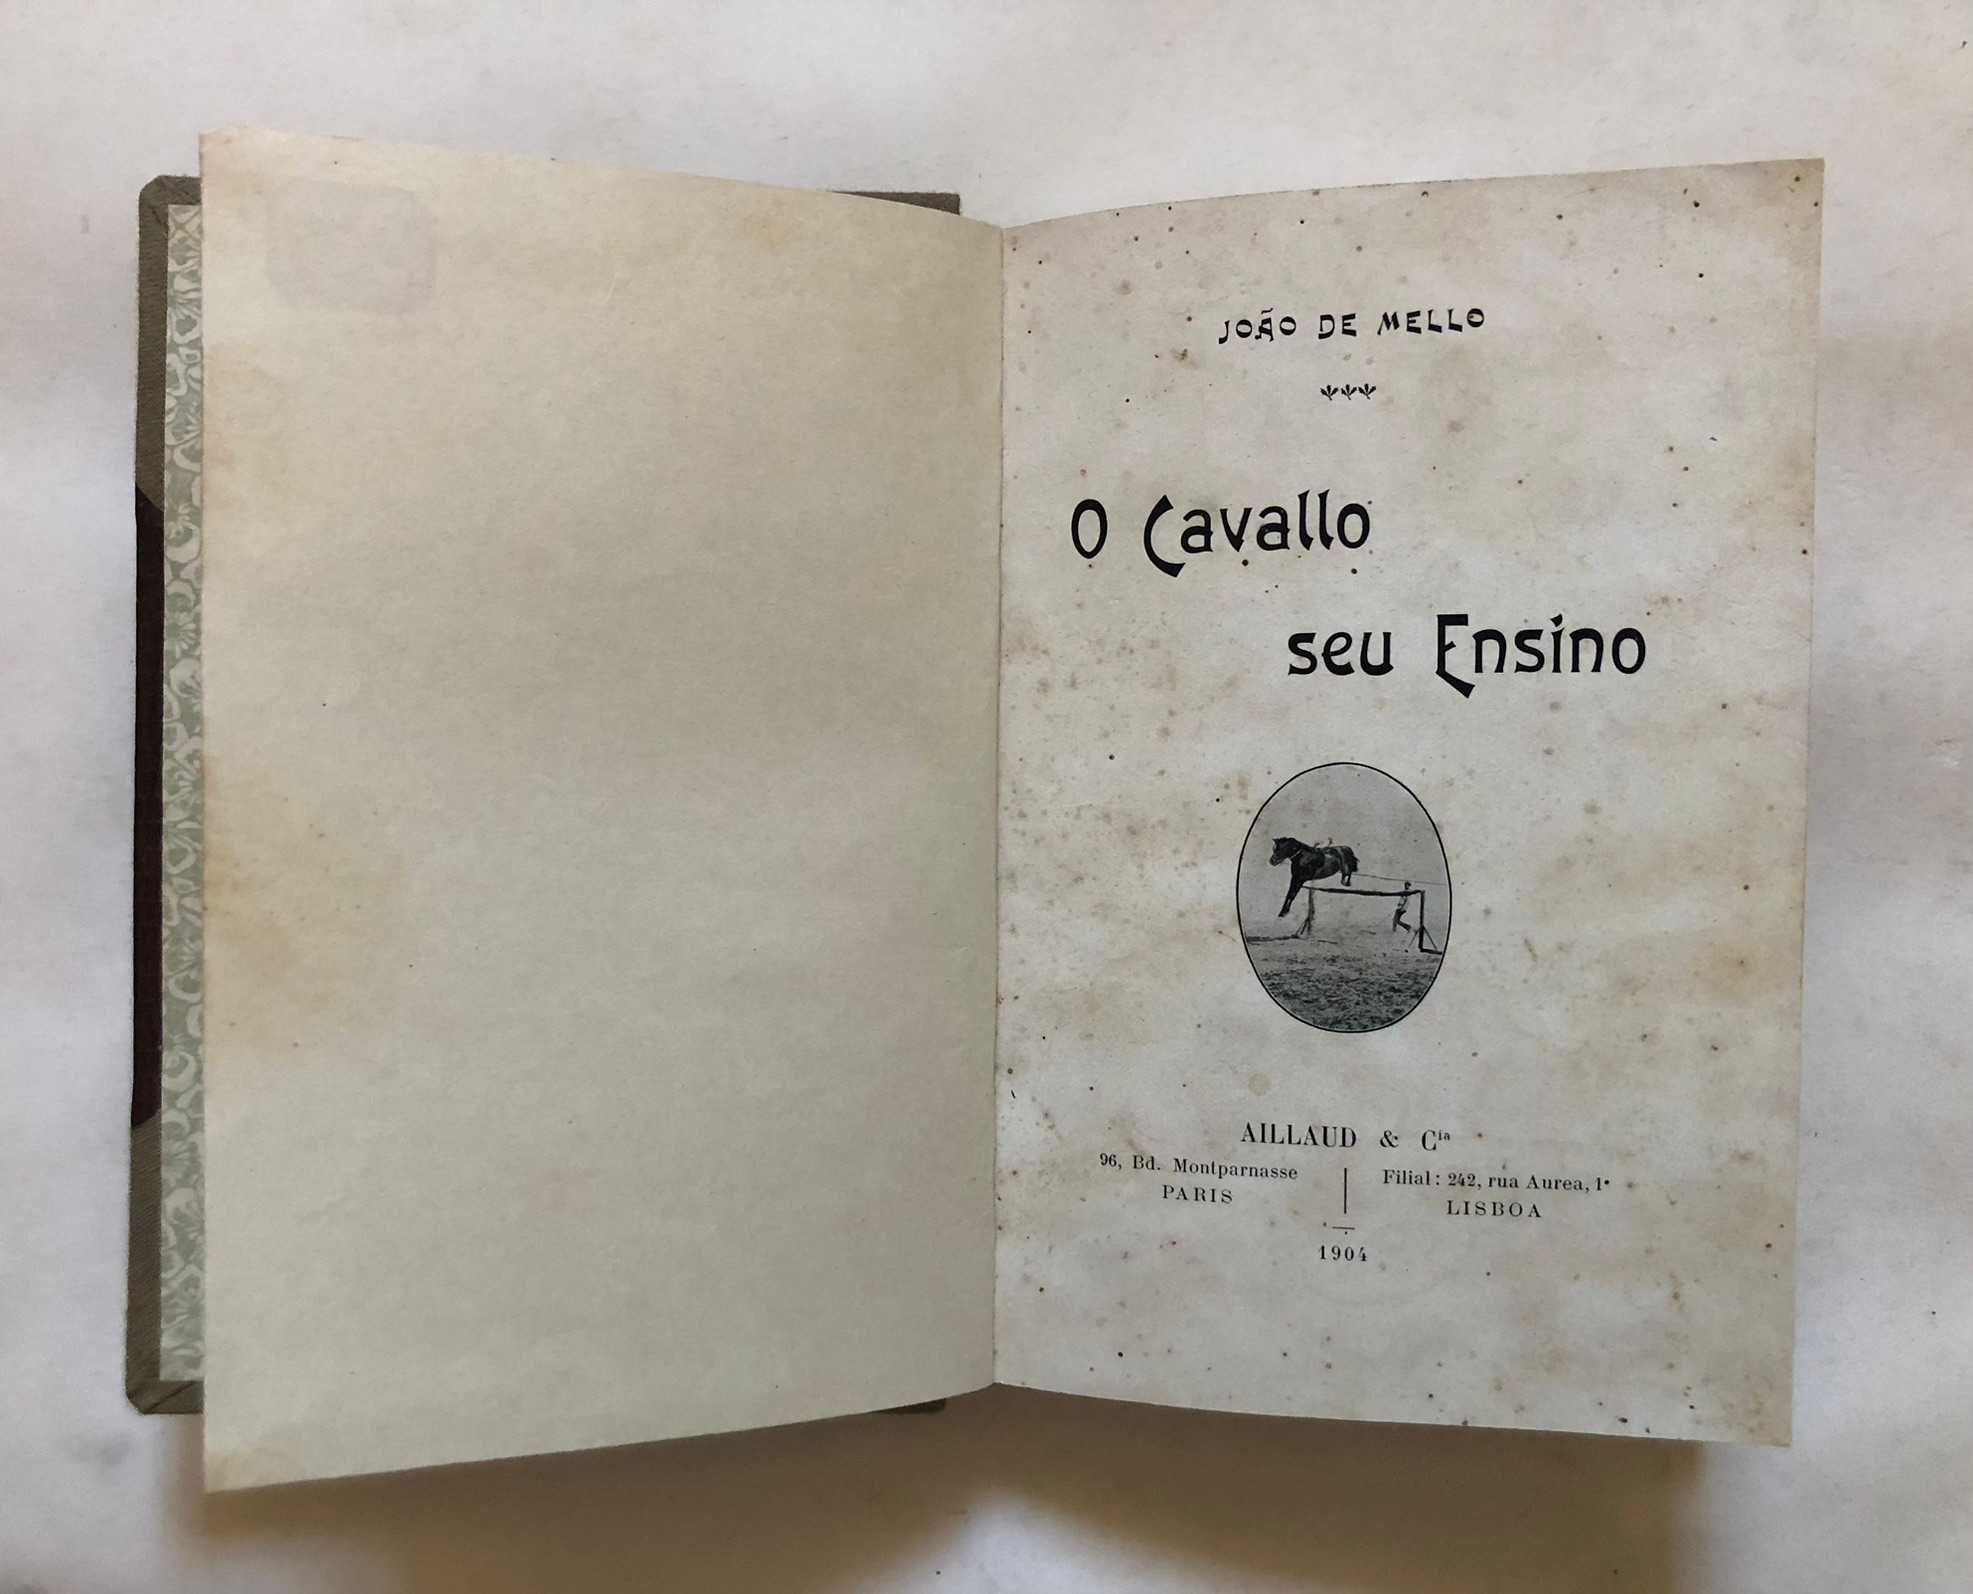 JOÃO DE MELLO
O Cavallo
seu Ensino
AILLAUD & Cia
96, Bd. Montparnasse
PARIS
Filial: 242, rua Aurea, 1º
LISBOA
1904